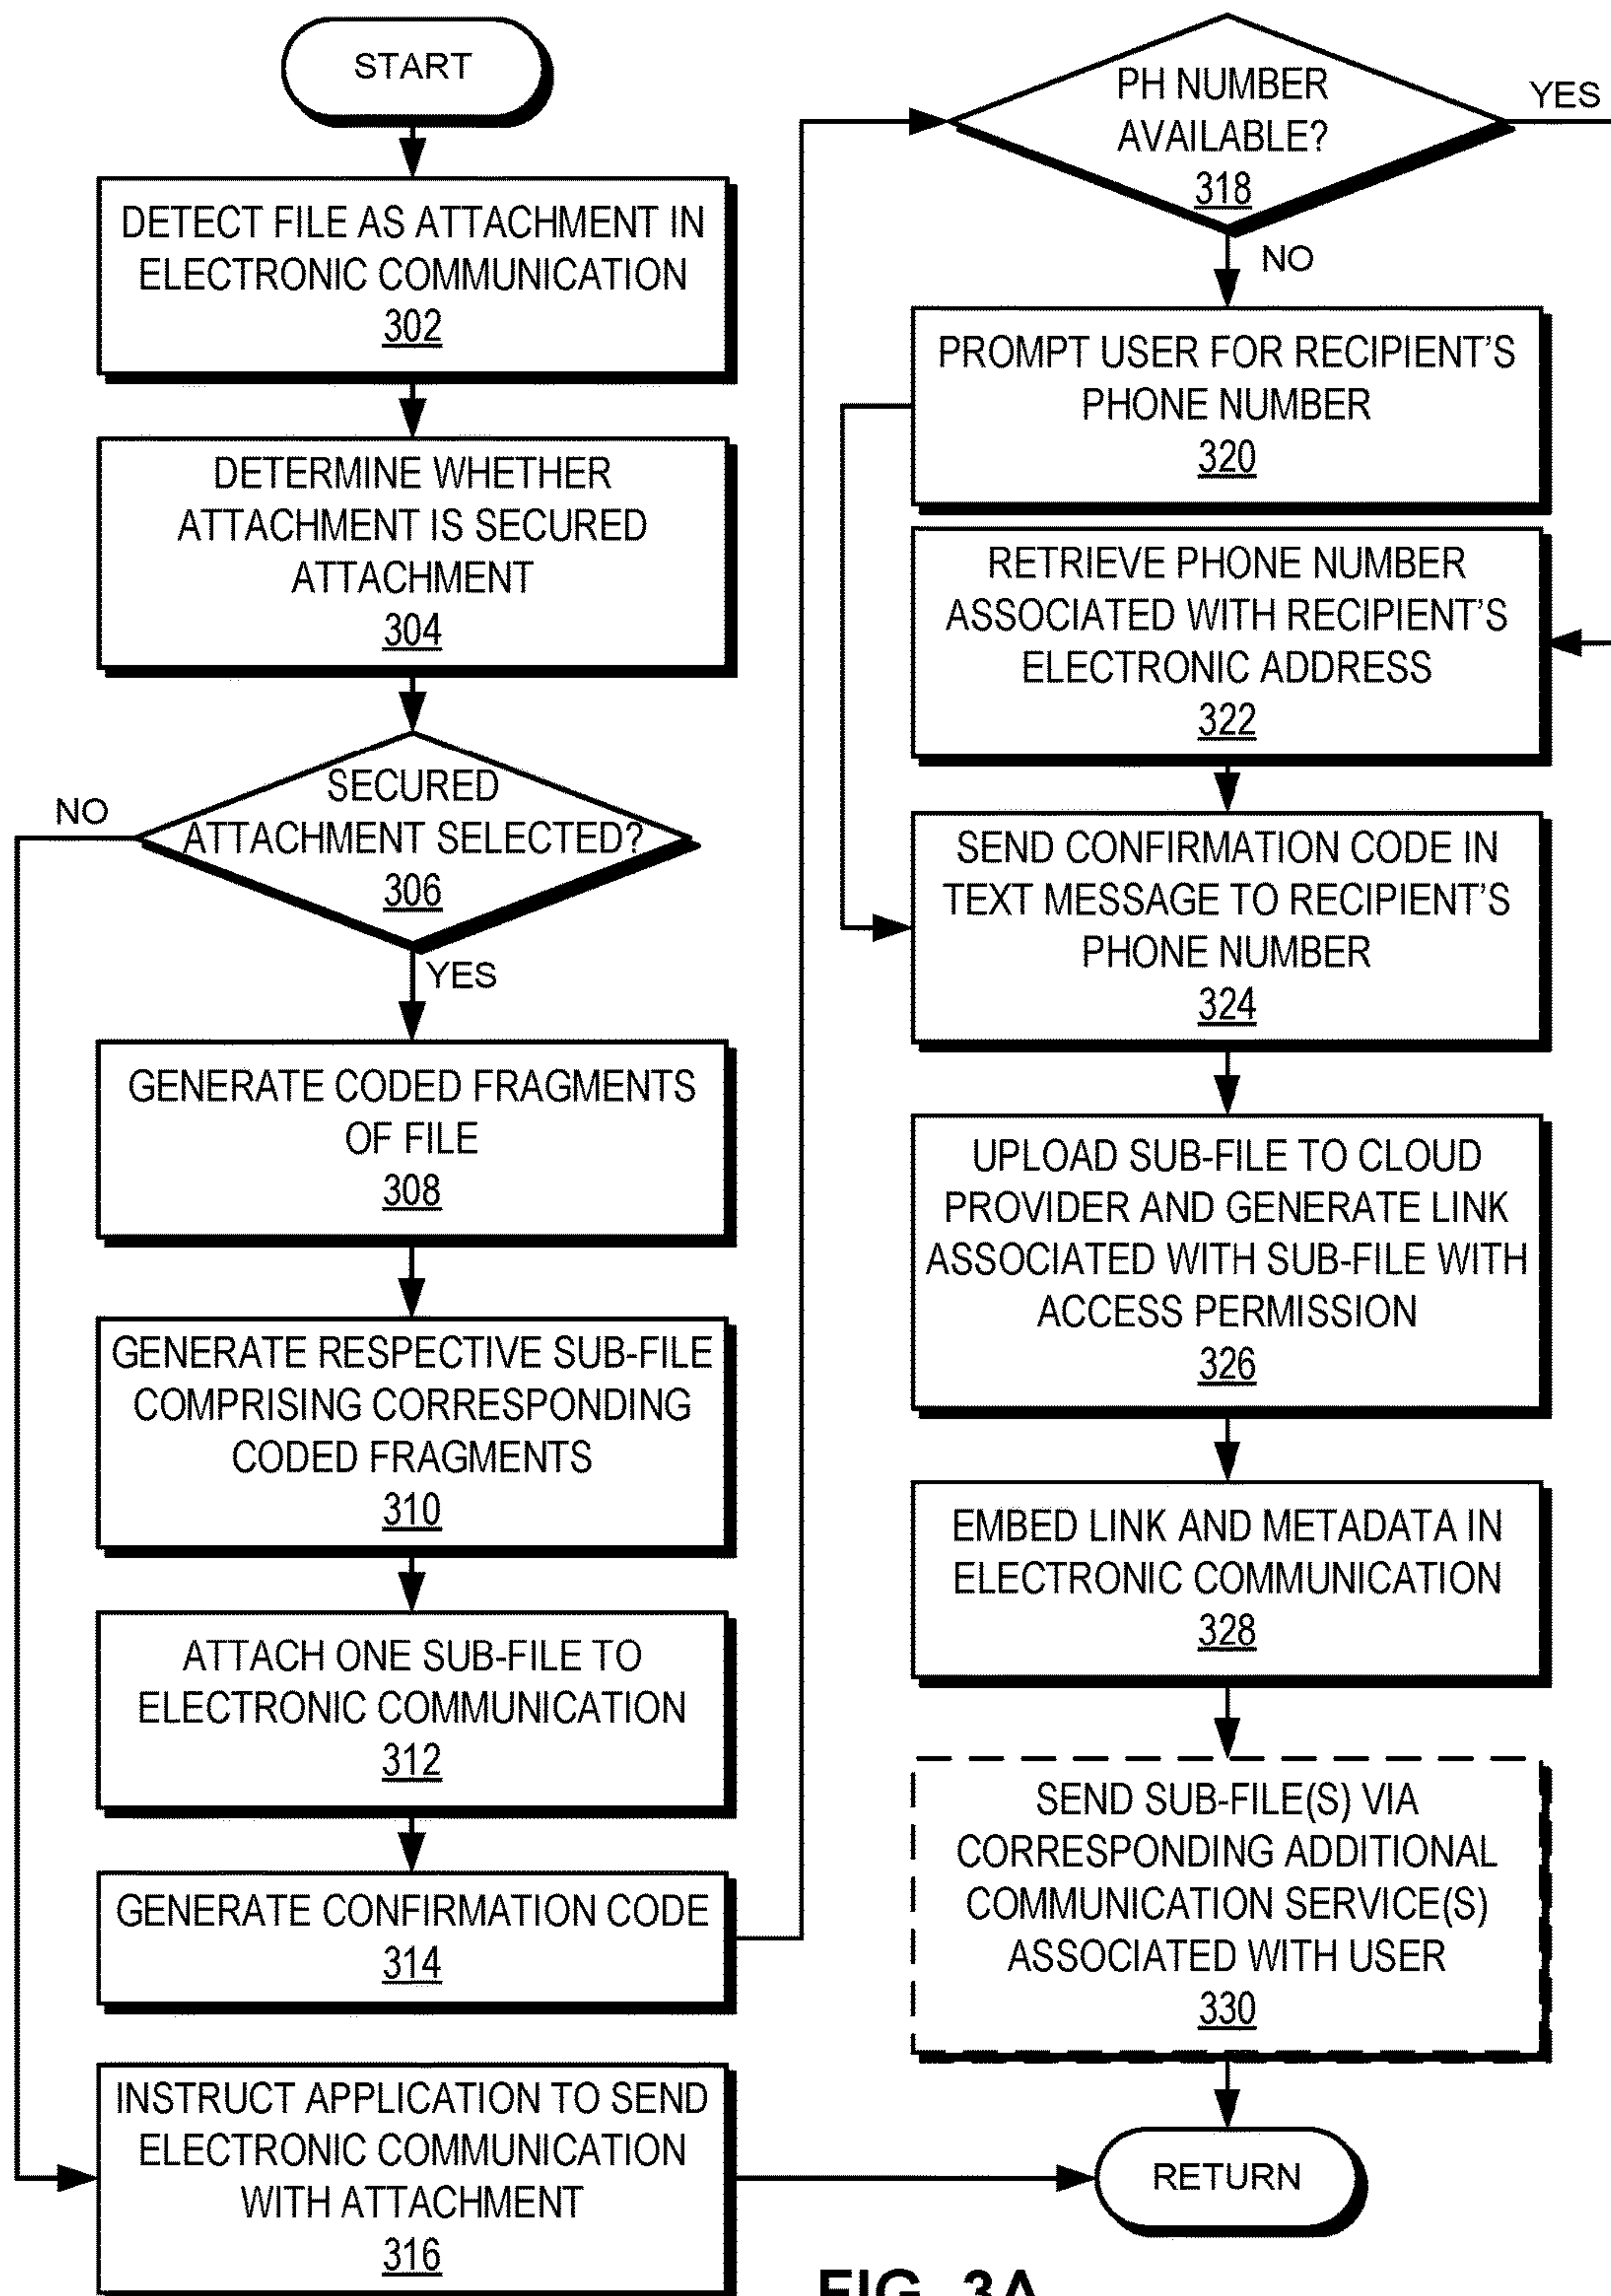 START
DETECT FILE AS ATTACHMENT IN
ELECTRONIC COMMUNICATION
302
DETERMINE WHETHER
ATTACHMENT IS SECURED
ATTACHMENT
304
SECURED
ATTACHMENT SELECTED?
306
NO
YES
GENERATE CODED FRAGMENTS
OF FILE
308
GENERATE RESPECTIVE SUB-FILE
COMPRISING CORRESPONDING
CODED FRAGMENTS
310
ATTACH ONE SUB-FILE TO
ELECTRONIC COMMUNICATION
312
GENERATE CONFIRMATION CODE
314
INSTRUCT APPLICATION TO SEND
ELECTRONIC COMMUNICATION
WITH ATTACHMENT
316
PH NUMBER
AVAILABLE?
318
YES
NO
PROMPT USER FOR RECIPIENT'S
PHONE NUMBER
320
RETRIEVE PHONE NUMBER
ASSOCIATED WITH RECIPIENT'S
ELECTRONIC ADDRESS
322
SEND CONFIRMATION CODE IN
TEXT MESSAGE TO RECIPIENT'S
PHONE NUMBER
324
UPLOAD SUB-FILE TO CLOUD
PROVIDER AND GENERATE LINK
ASSOCIATED WITH SUB-FILE WITH
ACCESS PERMISSION
326
EMBED LINK AND METADATA IN
ELECTRONIC COMMUNICATION
328
SEND SUB-FILE(S) VIA
CORRESPONDING ADDITIONAL
COMMUNICATION SERVICE(S)
ASSOCIATED WITH USER
330
RETURN
FIG. 3A